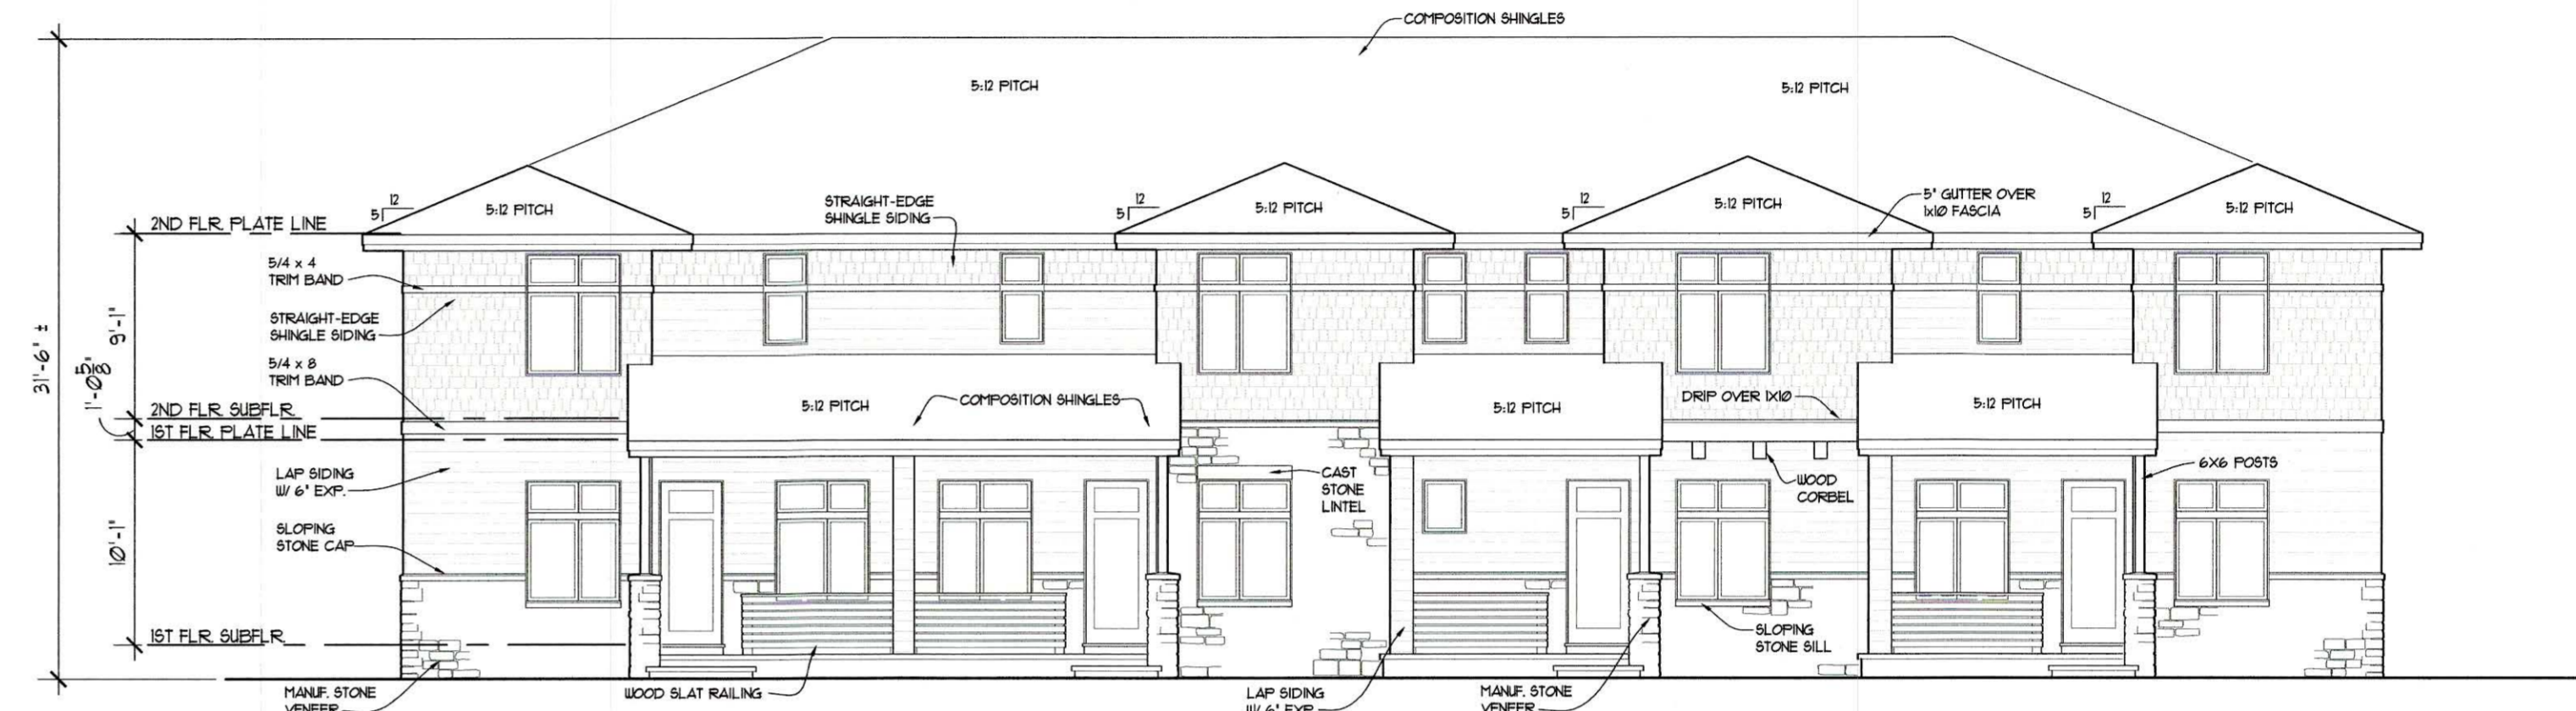 COMPOSITION SHINGLES
5:12 PITCH
5:12 PITCH
12
5
5:12 PITCH
STRAIGHT-EDGE
SHINGLE SIDING
12
5
5:12 PITCH
12
5
5:12 PITCH
5" GUTTER OVER
1x10 FASCIA
12
5
5:12 PITCH
2ND FLR. PLATE LINE
5/4 x 4
TRIM BAND
STRAIGHT-EDGE
SHINGLE SIDING
5/4 x 8
TRIM BAND
31'-6" ±
9'-1"
1'-0 5/8"
10'-1"
2ND FLR. SUBFLR.
1ST FLR. PLATE LINE
5:12 PITCH
COMPOSITION SHINGLES
5:12 PITCH
DRIP OVER 1X10
5:12 PITCH
LAP SIDING
W/ 6" EXP.
CAST
STONE
LINTEL
WOOD
CORBEL
6X6 POSTS
SLOPING
STONE CAP
1ST FLR. SUBFLR.
SLOPING
STONE SILL
MANUF. STONE
VENEER
WOOD SLAT RAILING
LAP SIDING
W/ 6" EXP.
MANUF. STONE
VENEER